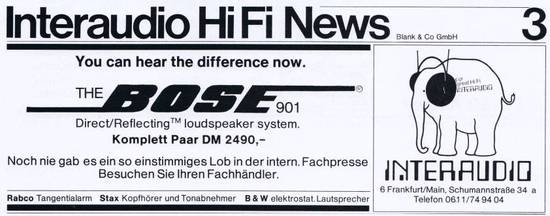 Interaudio HiFi News Blank & Co GmbH 3
You can hear the difference now.
THE BOSE® 901
Direct/Reflecting™ loudspeaker system.
Komplett Paar DM 2490,–
Noch nie gab es ein so einstimmiges Lob in der intern. Fachpresse
Besuchen Sie Ihren Fachhändler.
Rabco Tangentialarm Stax Kopfhörer und Tonabnehmer B & W elektrostat. Lautsprecher
INTERAUDIO
INTERAUDIO
6 Frankfurt/Main, Schumannstraße 34 a
Telefon 0611/74 94 04